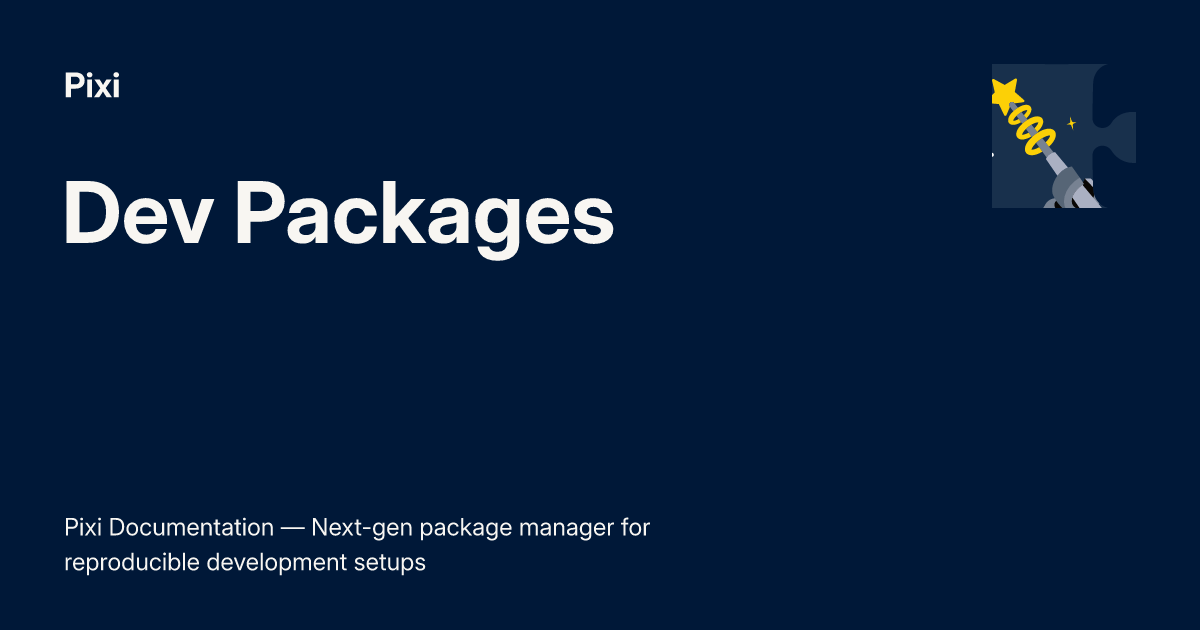 Pixi
Dev Packages
Pixi Documentation — Next-gen package manager for
reproducible development setups